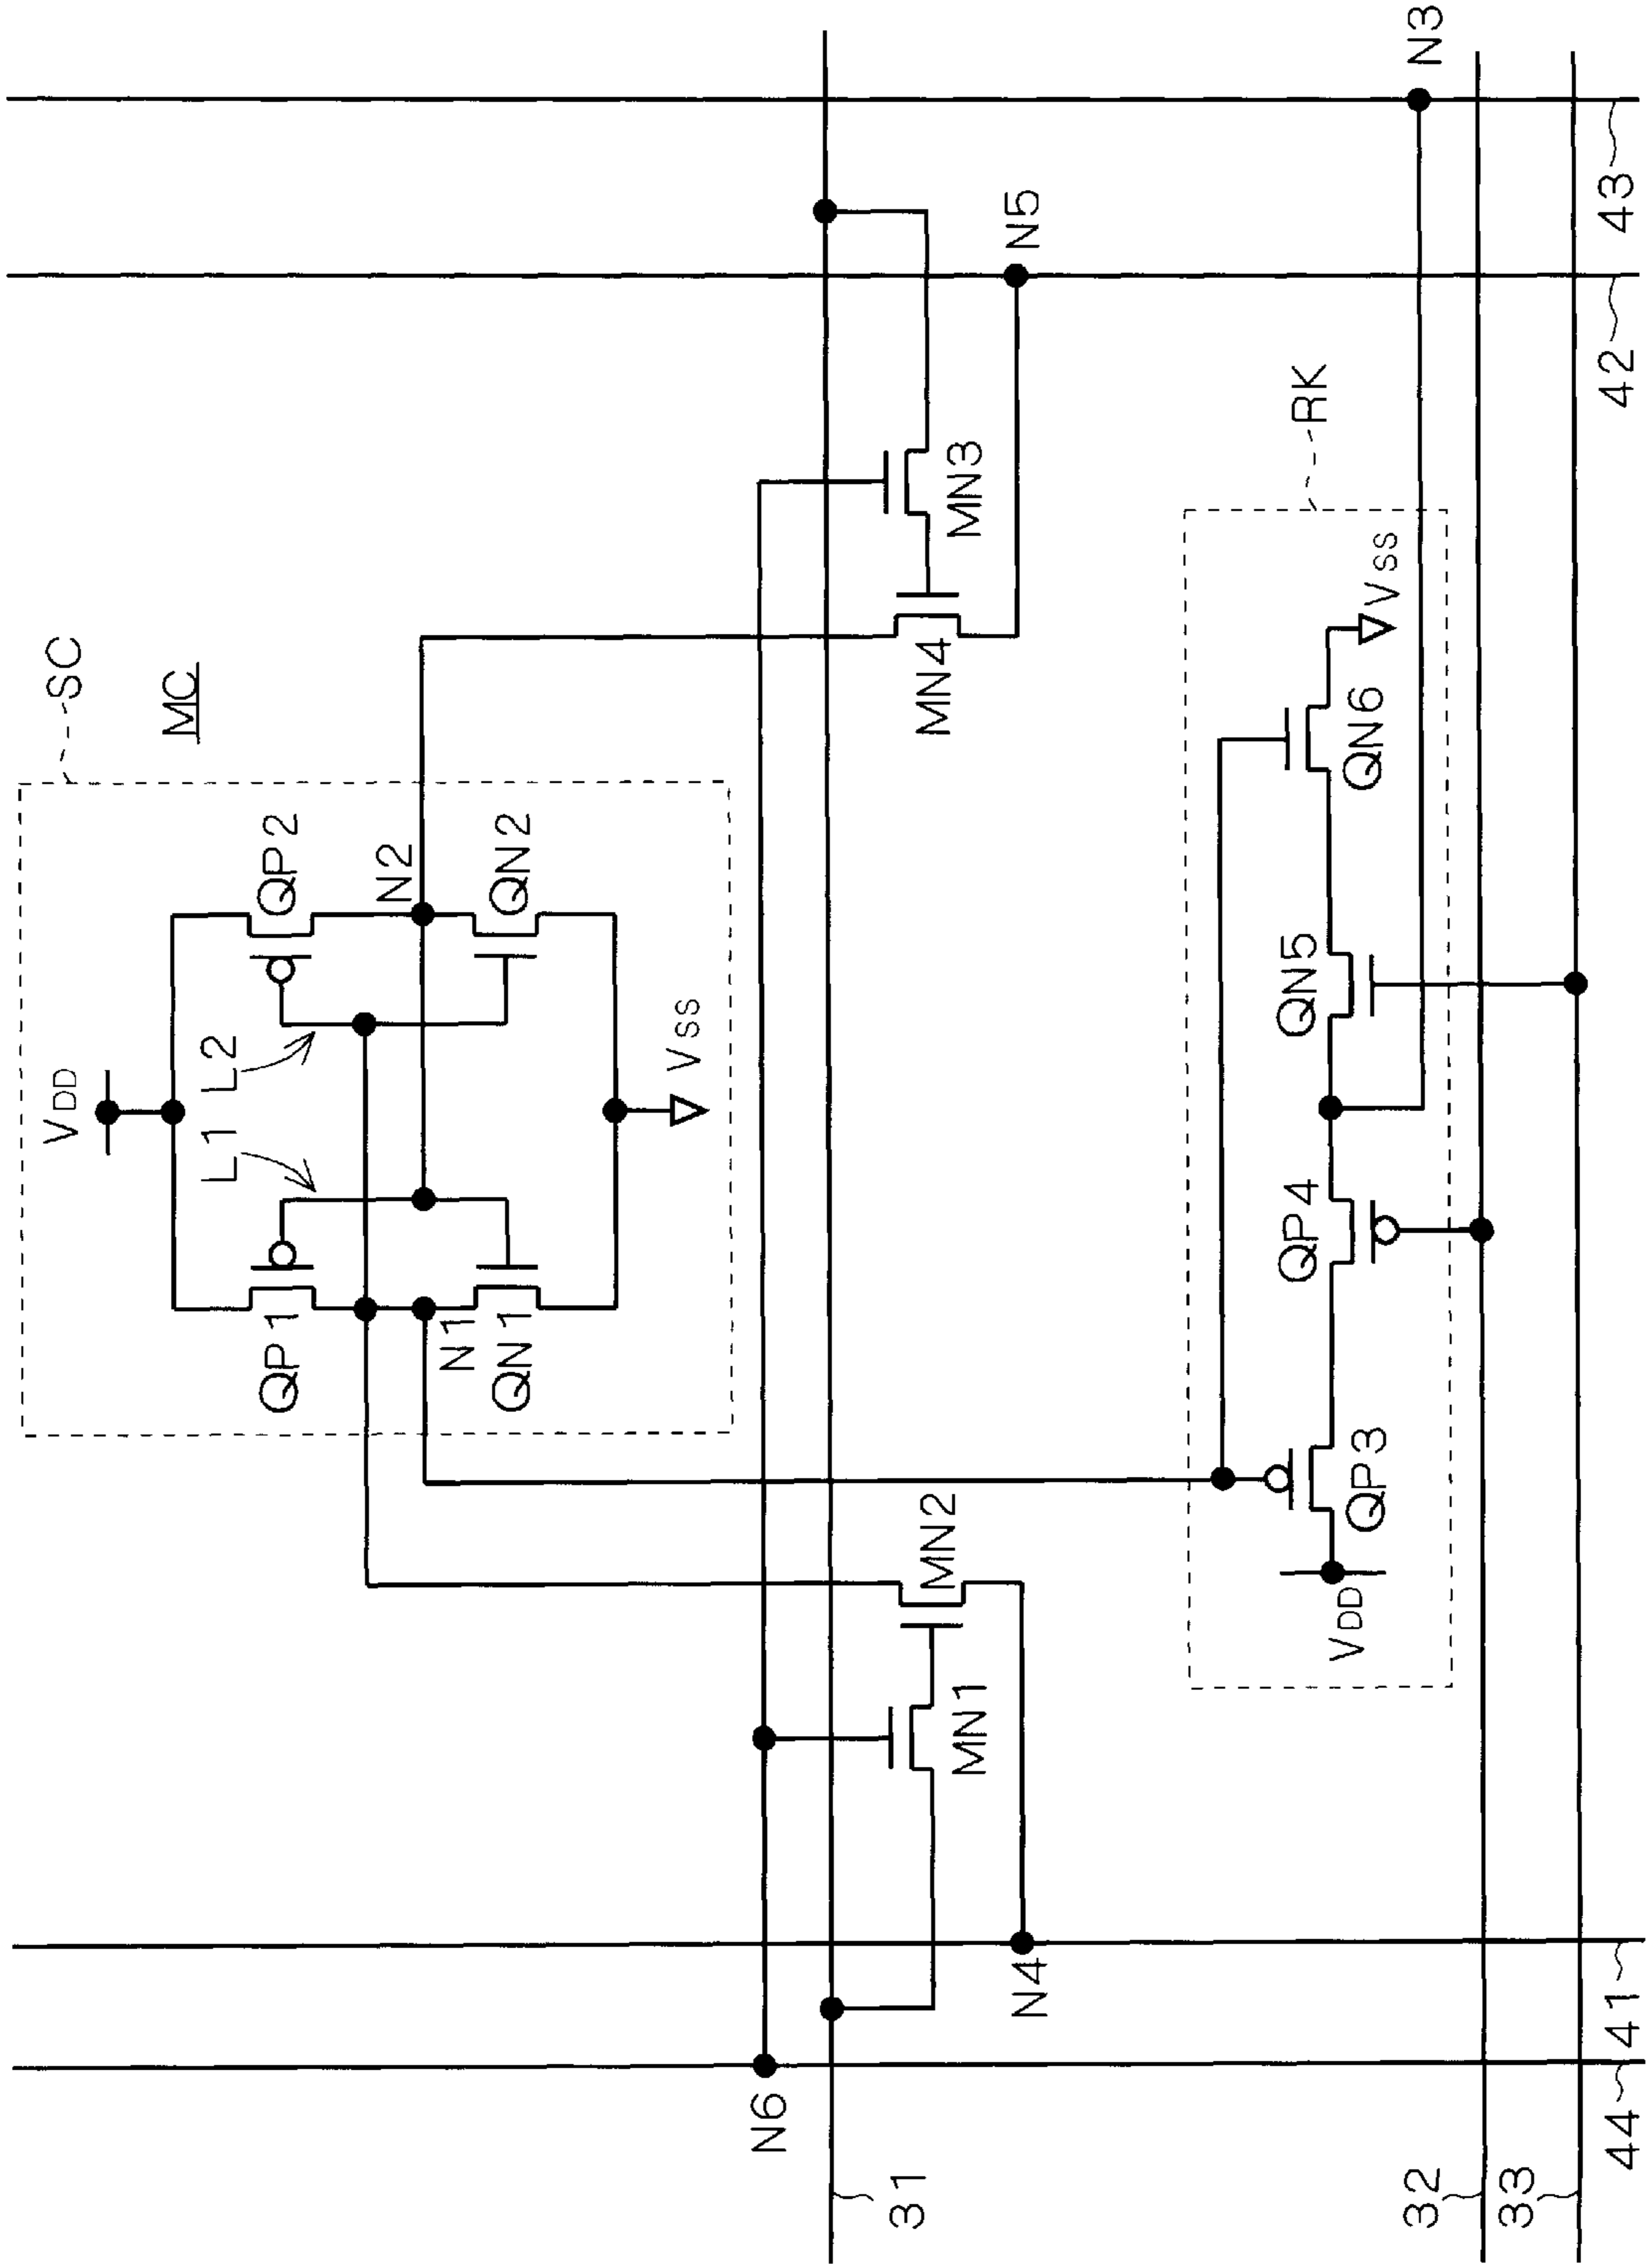 SC
MC
VDD
L1
L2
QP1
QP2
N1
N2
QN1
QN2
VSS
N6
31
MN1
MN2
MN4
MN3
N4
N5
RK
VDD
QP3
QP4
QN5
QN6
VSS
N3
32
33
44
41
42
43